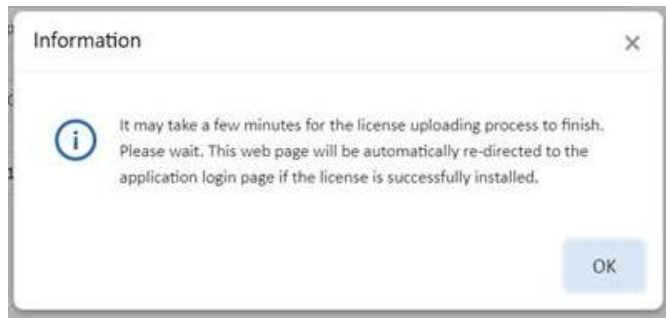 Information
It may take a few minutes for the license uploading process to finish.
Please wait. This web page will be automatically re-directed to the
application login page if the license is successfully installed.
OK